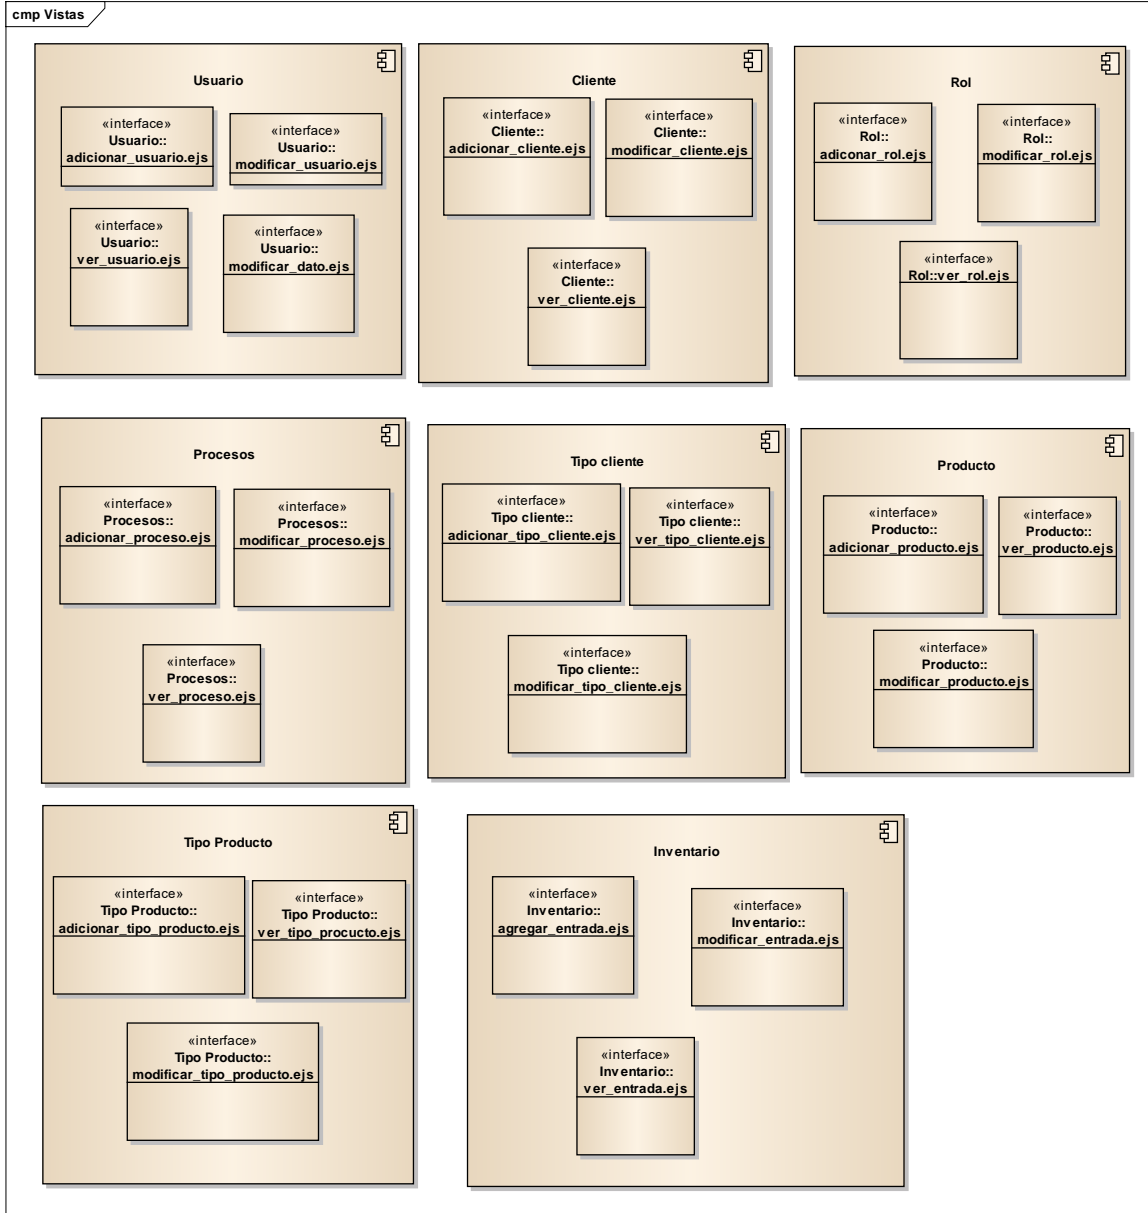 cmp Vistas
Usuario
«interface»
Usuario::
adicionar_usuario.ejs
«interface»
Usuario::
modificar_usuario.ejs
«interface»
Usuario::
ver_usuario.ejs
«interface»
Usuario::
modificar_dato.ejs
Cliente
«interface»
Cliente::
adicionar_cliente.ejs
«interface»
Cliente::
modificar_cliente.ejs
«interface»
Cliente::
ver_cliente.ejs
Rol
«interface»
Rol::
adiconar_rol.ejs
«interface»
Rol::
modificar_rol.ejs
«interface»
Rol::ver_rol.ejs
Procesos
«interface»
Procesos::
adicionar_proceso.ejs
«interface»
Procesos::
modificar_proceso.ejs
«interface»
Procesos::
ver_proceso.ejs
Tipo cliente
«interface»
Tipo cliente::
adicionar_tipo_cliente.ejs
«interface»
Tipo cliente::
ver_tipo_cliente.ejs
«interface»
Tipo cliente::
modificar_tipo_cliente.ejs
Producto
«interface»
Producto::
adicionar_producto.ejs
«interface»
Producto::
ver_producto.ejs
«interface»
Producto::
modificar_producto.ejs
Tipo Producto
«interface»
Tipo Producto::
adicionar_tipo_producto.ejs
«interface»
Tipo Producto::
ver_tipo_procucto.ejs
«interface»
Tipo Producto::
modificar_tipo_producto.ejs
Inventario
«interface»
Inventario::
agregar_entrada.ejs
«interface»
Inventario::
modificar_entrada.ejs
«interface»
Inventario::
ver_entrada.ejs